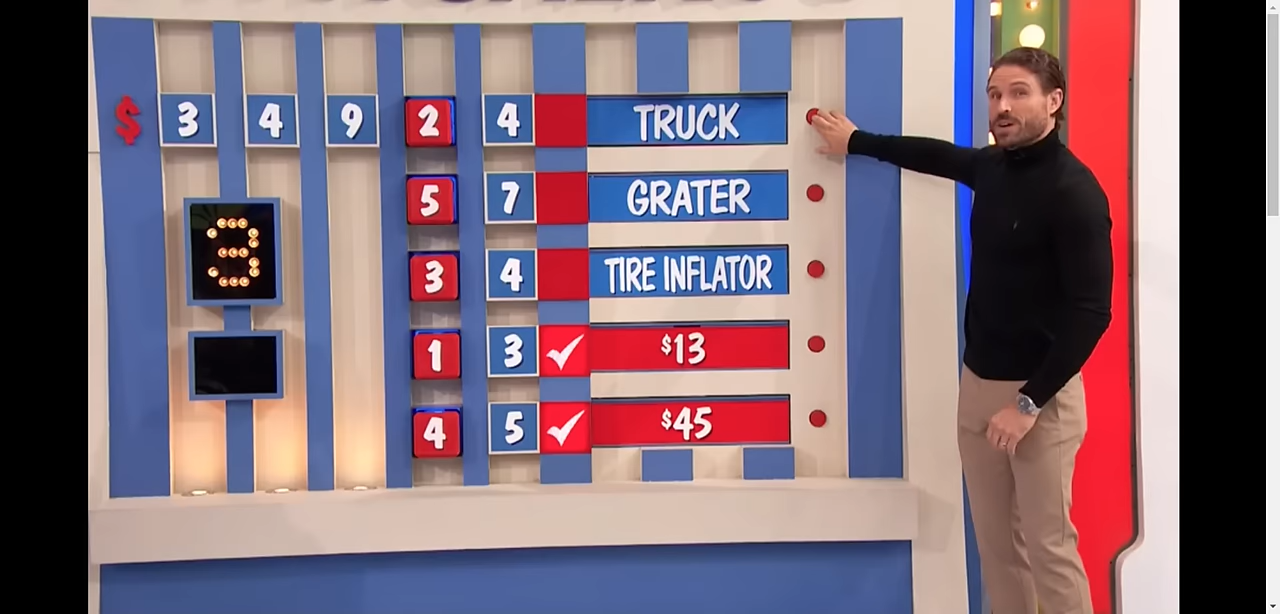 $ 3 4 9 2 4 TRUCK
5 7 GRATER
3
3 4 TIRE INFLATOR
1 3 $13
4 5 $45